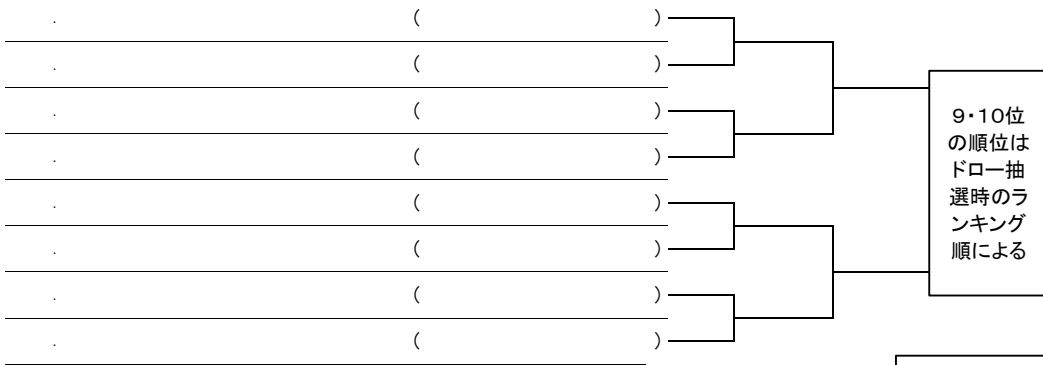 . ( )
. ( )
. ( )
. ( )
. ( )
. ( )
. ( )
. ( )
9・10位
の順位は
ドロー抽
選時のラ
ンキング
順による